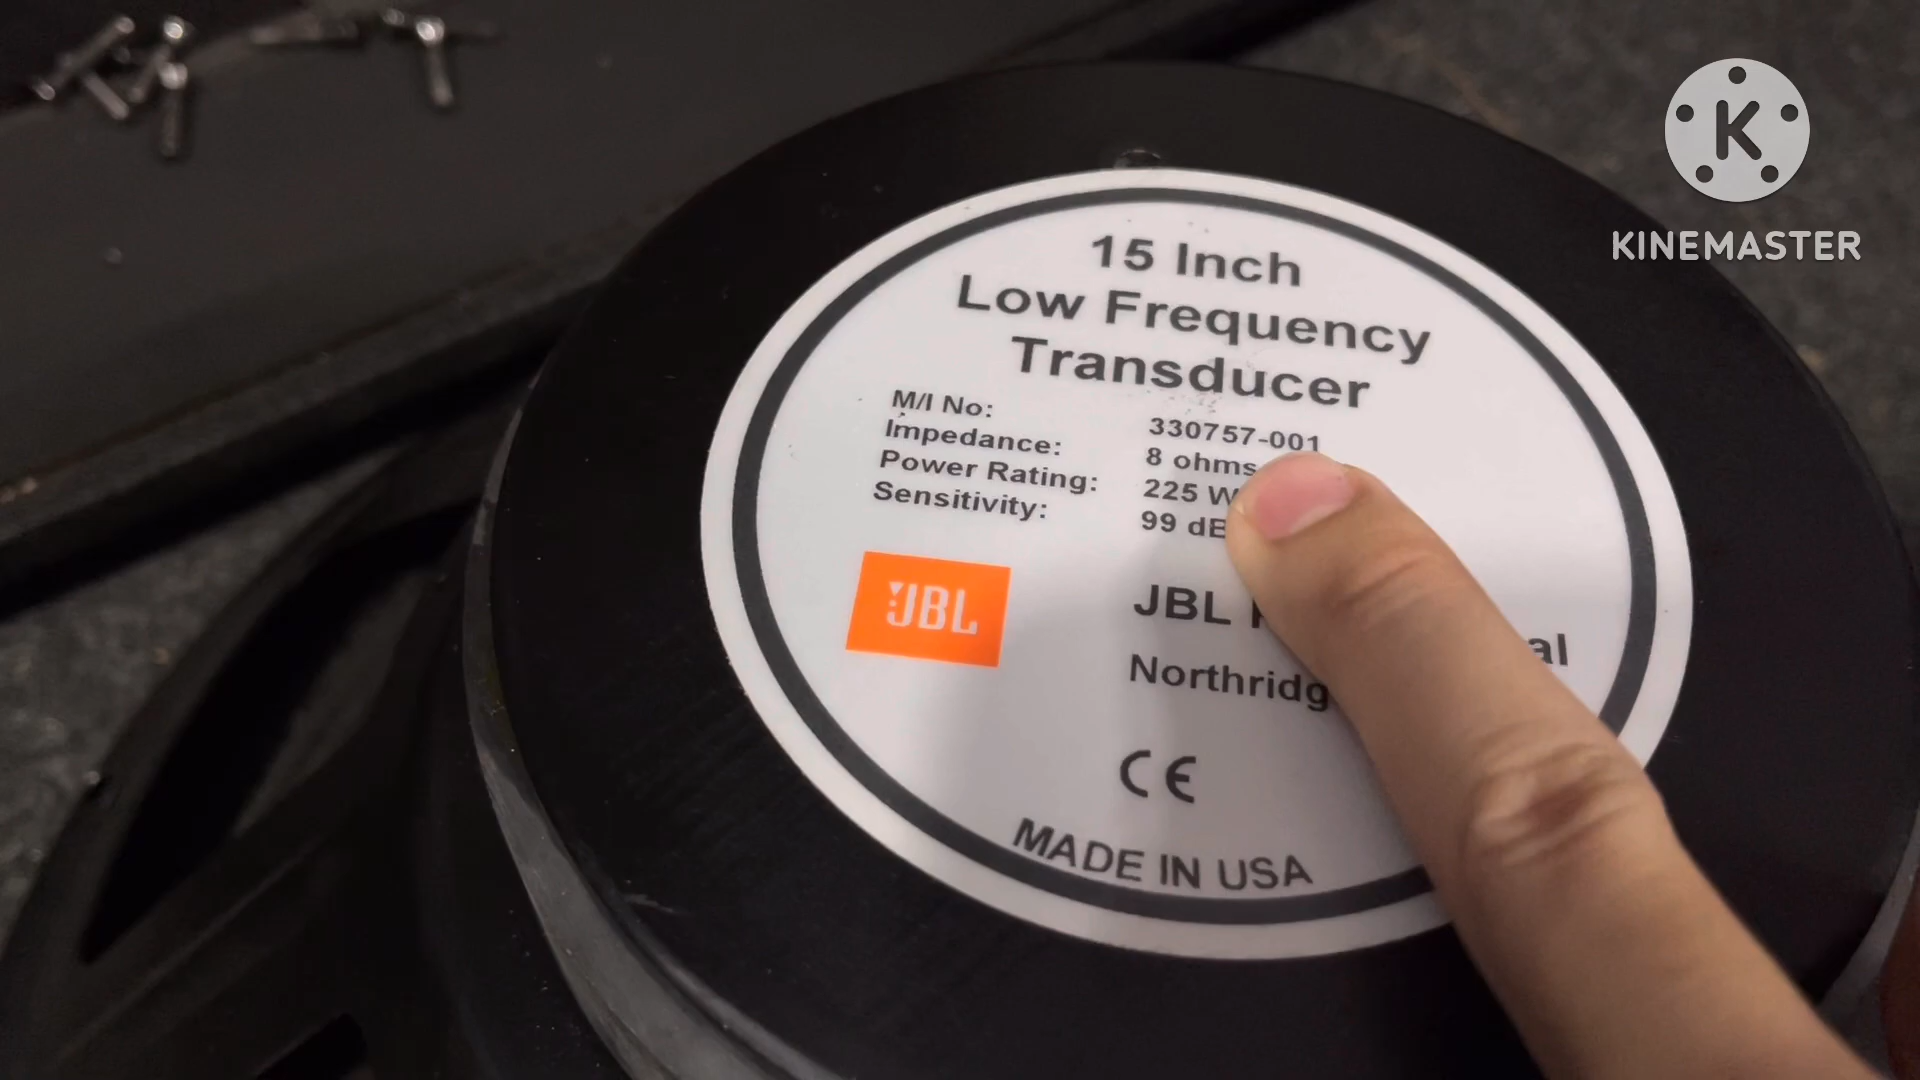 K
KINEMASTER
15 Inch
Low Frequency
Transducer
M/I No: 330757-001
Impedance: 8 ohms
Power Rating: 225 W
Sensitivity: 99 dB
JBL
JBL
Northridg
CE
MADE IN USA